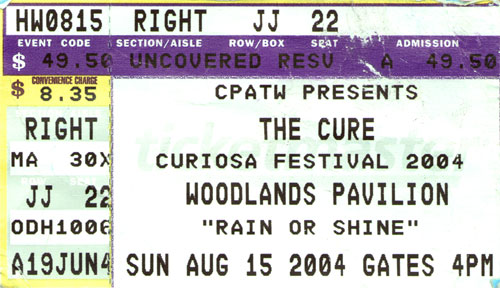 HW0815 RIGHT JJ 22
EVENT CODE SECTION/AISLE ROW/BOX SEAT ADMISSION
$ 49.50 UNCOVERED RESV A 49.50
CONVENIENCE CHARGE
$ 8.35
CPATW PRESENTS
RIGHT THE CURE
MA 30X CURIOSA FESTIVAL 2004
ticketmaster
JJ 22 WOODLANDS PAVILION
ODH1006 "RAIN OR SHINE"
A19JUN4 SUN AUG 15 2004 GATES 4PM